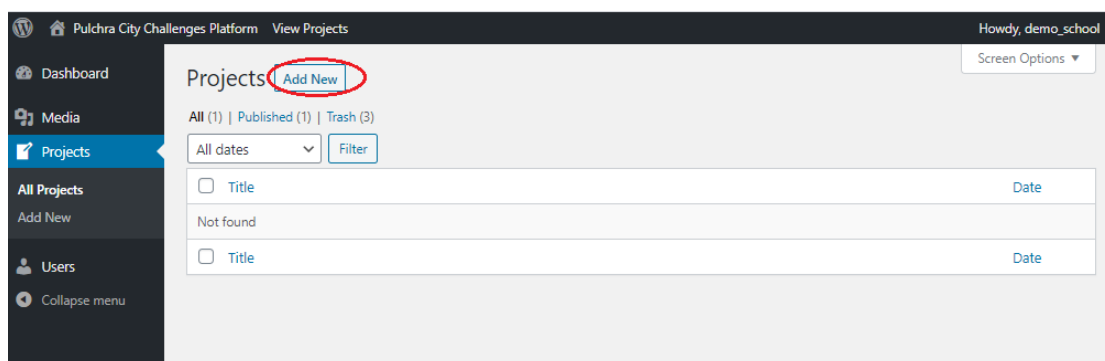 Pulchra City Challenges Platform View Projects Howdy, demo_school
Screen Options ▼
Dashboard
Media
Projects
All Projects
Add New
Users
Collapse menu
Projects Add New
All (1) | Published (1) | Trash (3)
All dates Filter
Title Date
Not found
Title Date